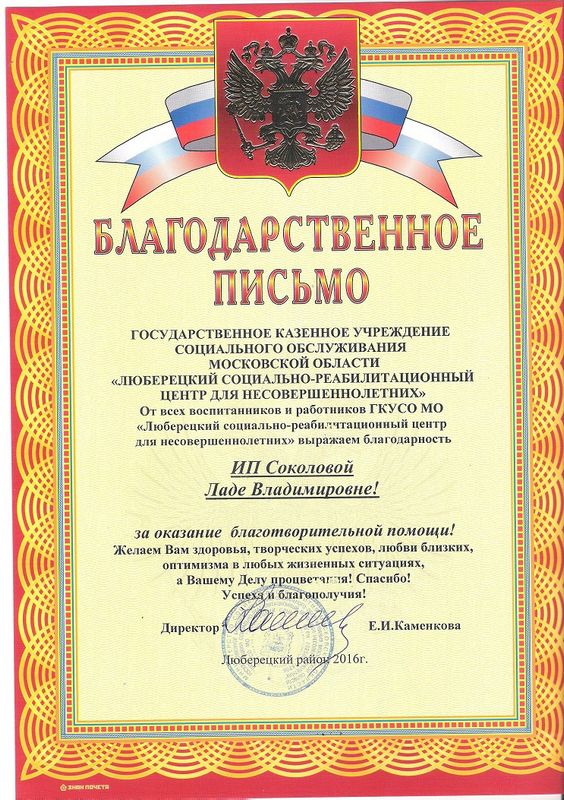 БЛАГОДАРСТВЕННОЕ
ПИСЬМО
ГОСУДАРСТВЕННОЕ КАЗЕННОЕ УЧРЕЖДЕНИЕ
СОЦИАЛЬНОГО ОБСЛУЖИВАНИЯ
МОСКОВСКОЙ ОБЛАСТИ
«ЛЮБЕРЕЦКИЙ СОЦИАЛЬНО-РЕАБИЛИТАЦИОННЫЙ
ЦЕНТР ДЛЯ НЕСОВЕРШЕННОЛЕТНИХ»
От всех воспитанников и работников ГКУСО МО
«Люберецкий социально-реабилитационный центр
для несовершеннолетних» выражаем благодарность
ИП Соколовой
Ладе Владимировне!
за оказание благотворительной помощи!
Желаем Вам здоровья, творческих успехов, любви близких,
оптимизма в любых жизненных ситуациях,
а Вашему Делу процветания! Спасибо!
Успеха и благополучия!
Директор Е.И.Каменкова
Люберецкий район 2016г.
ЗНАК ПОЧЕТА